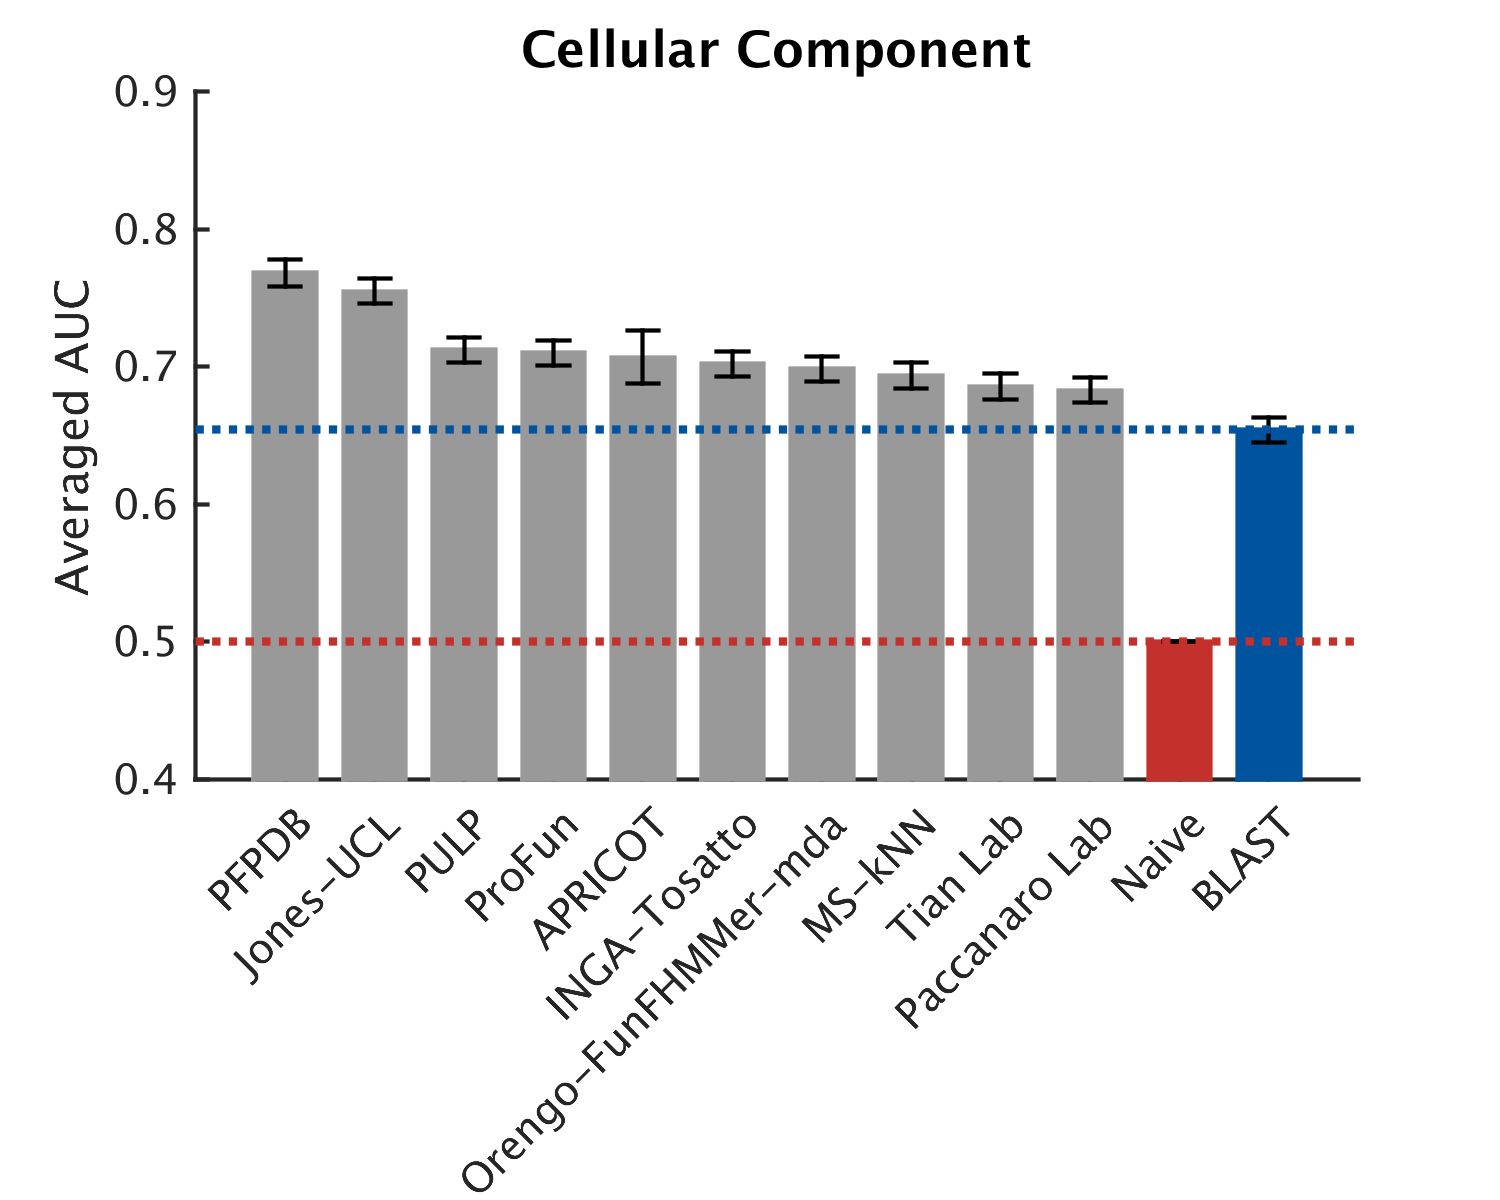 Cellular Component
Averaged AUC
0.9
0.8
0.7
0.6
0.5
0.4
PFPDB
Jones-UCL
PULP
ProFun
APRICOT
INGA-Tosatto
Orengo-FunFHMMer-mda
MS-kNN
Tian Lab
Paccanaro Lab
Naive
BLAST